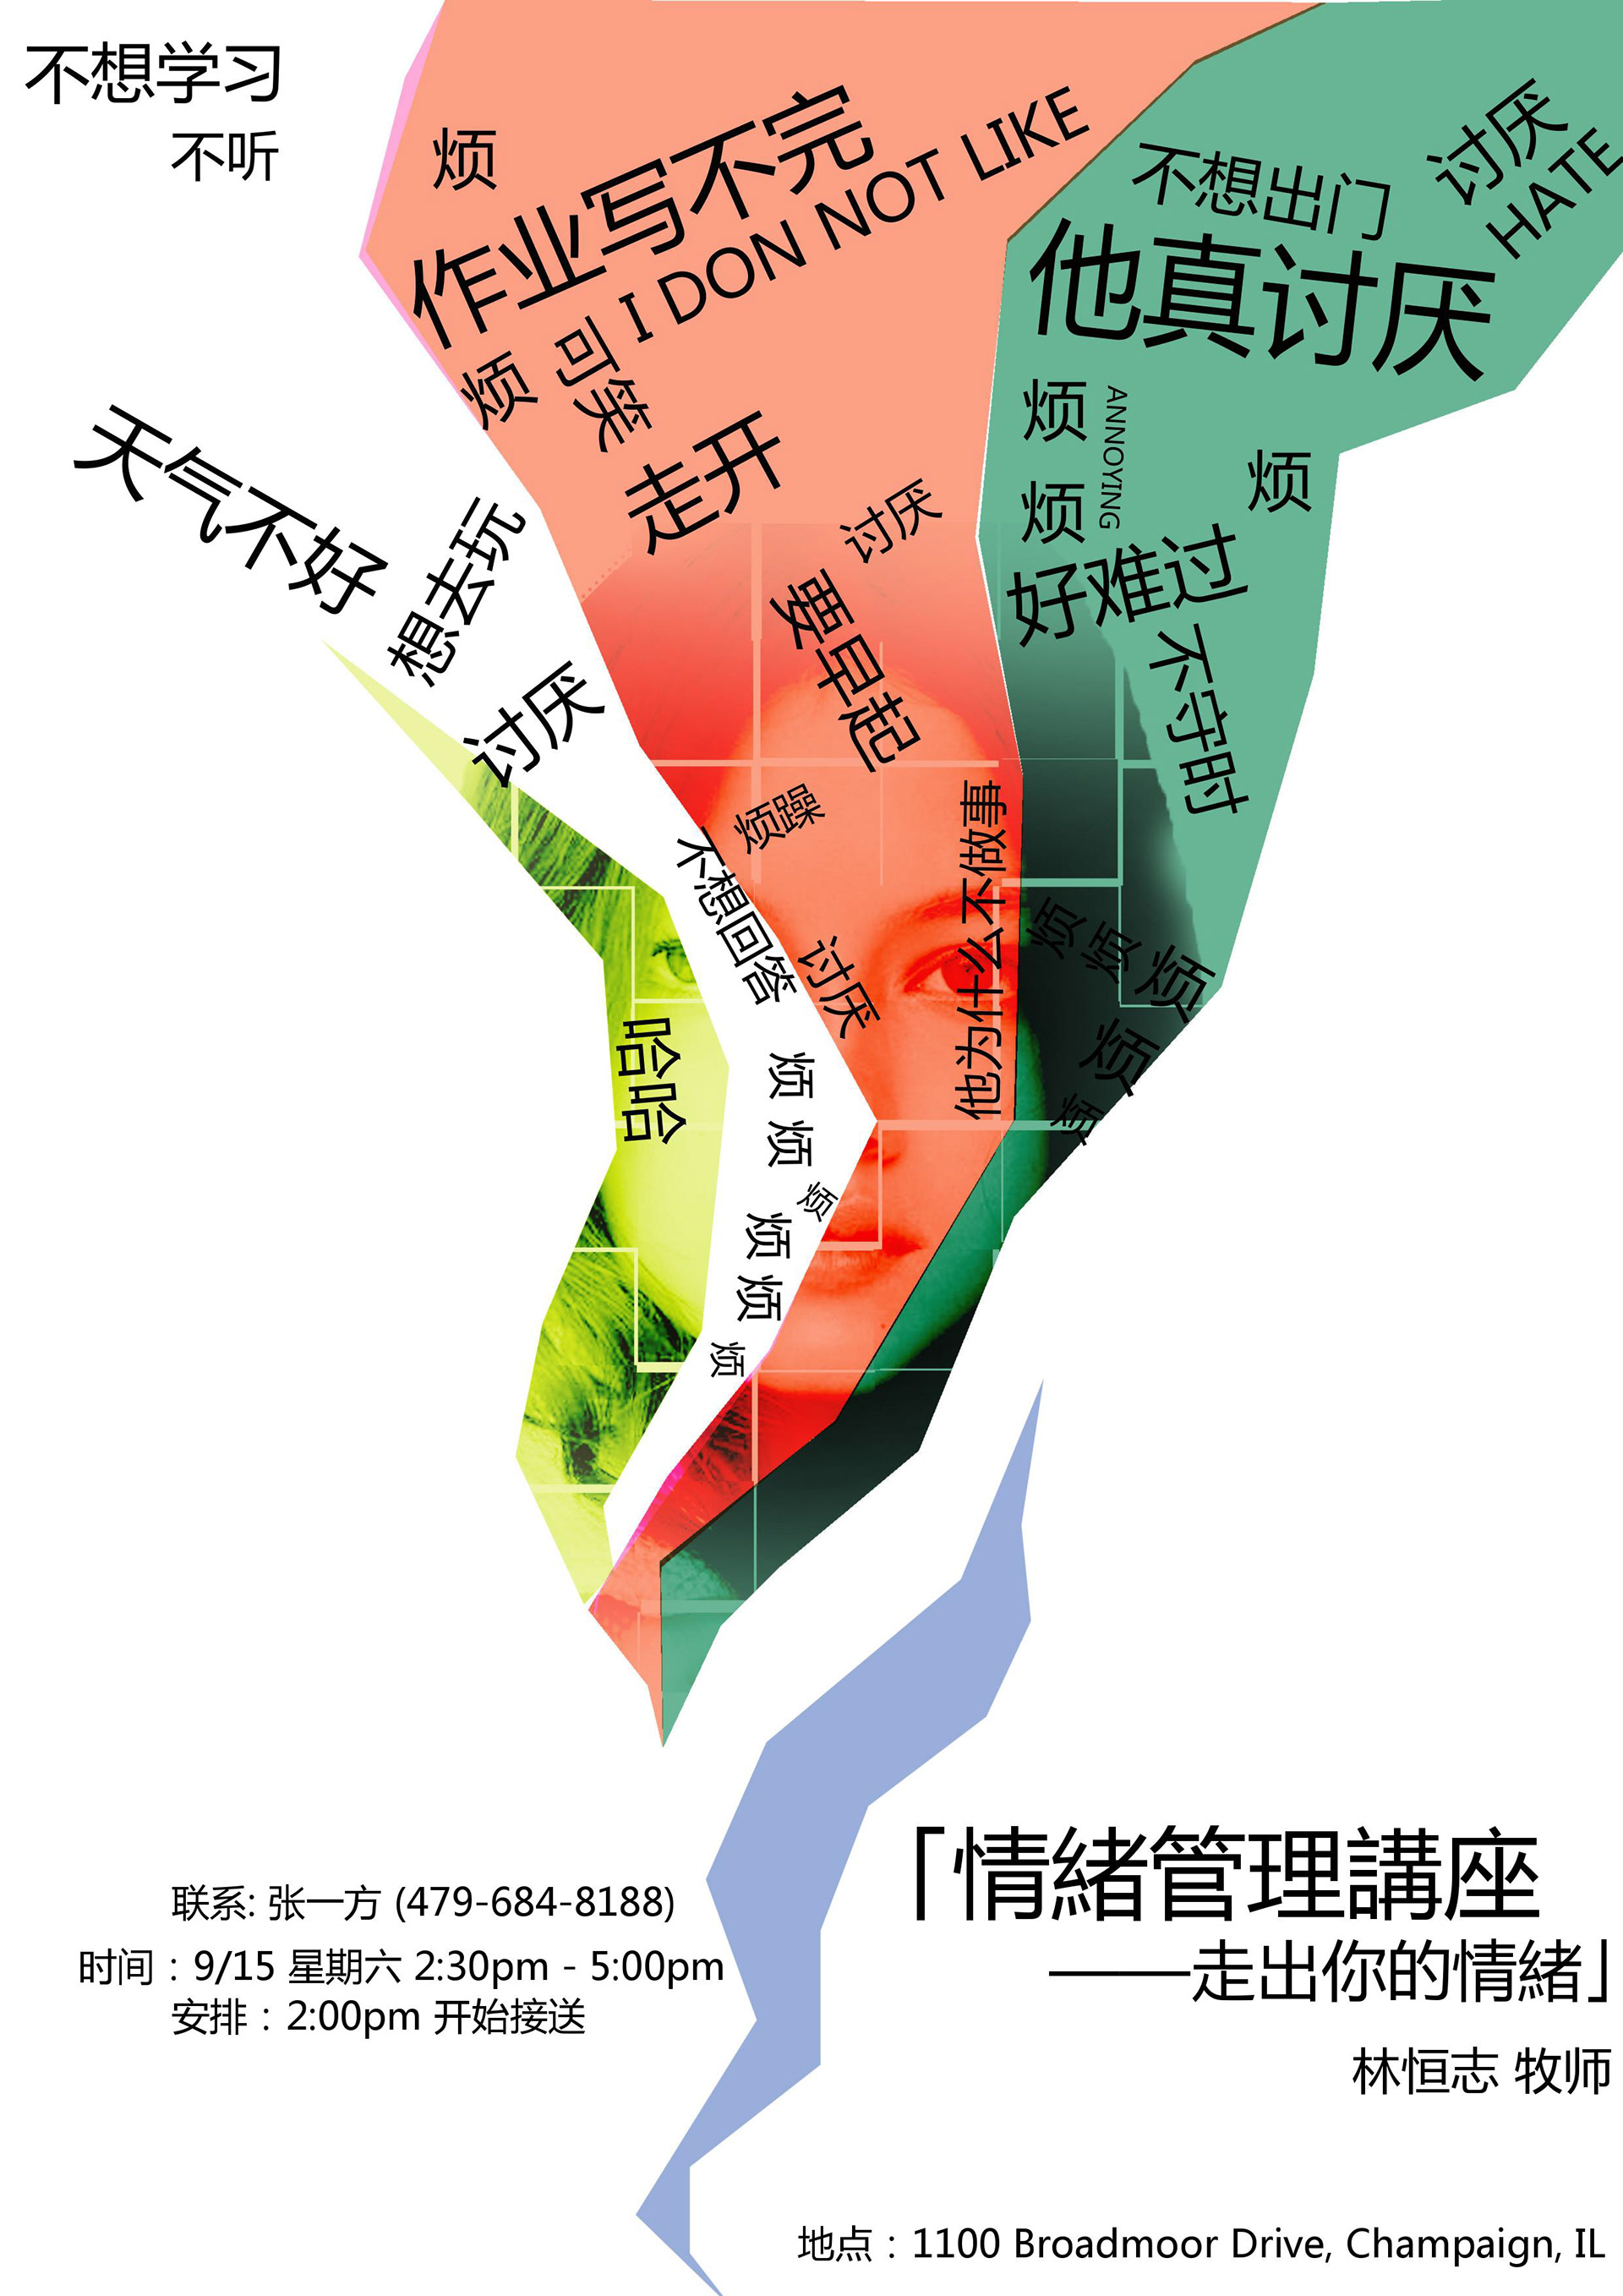 不想学习
不听
烦
作业写不完
I DON NOT LIKE
烦
可笑
走开
讨厌
HATE
不想出门
他真讨厌
烦
ANNOYING
烦
烦
好难过
不守时
天气不好
想去玩
讨厌
讨厌
要早起
烦躁
不想回答
讨厌
他为什么不做事
烦
烦
烦
烦
烦
哈哈
烦
烦
烦
烦
烦
烦
「情緒管理講座
——走出你的情緒」
林恒志 牧师
联系: 张一方 (479-684-8188)
时间：9/15 星期六 2:30pm - 5:00pm
安排：2:00pm 开始接送
地点：1100 Broadmoor Drive, Champaign, IL